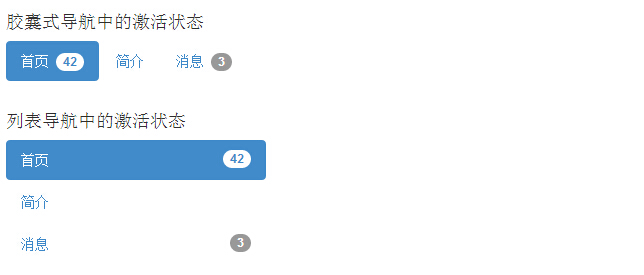 胶囊式导航中的激活状态
首页 42 简介 消息 3
列表导航中的激活状态
首页 42
简介
消息 3